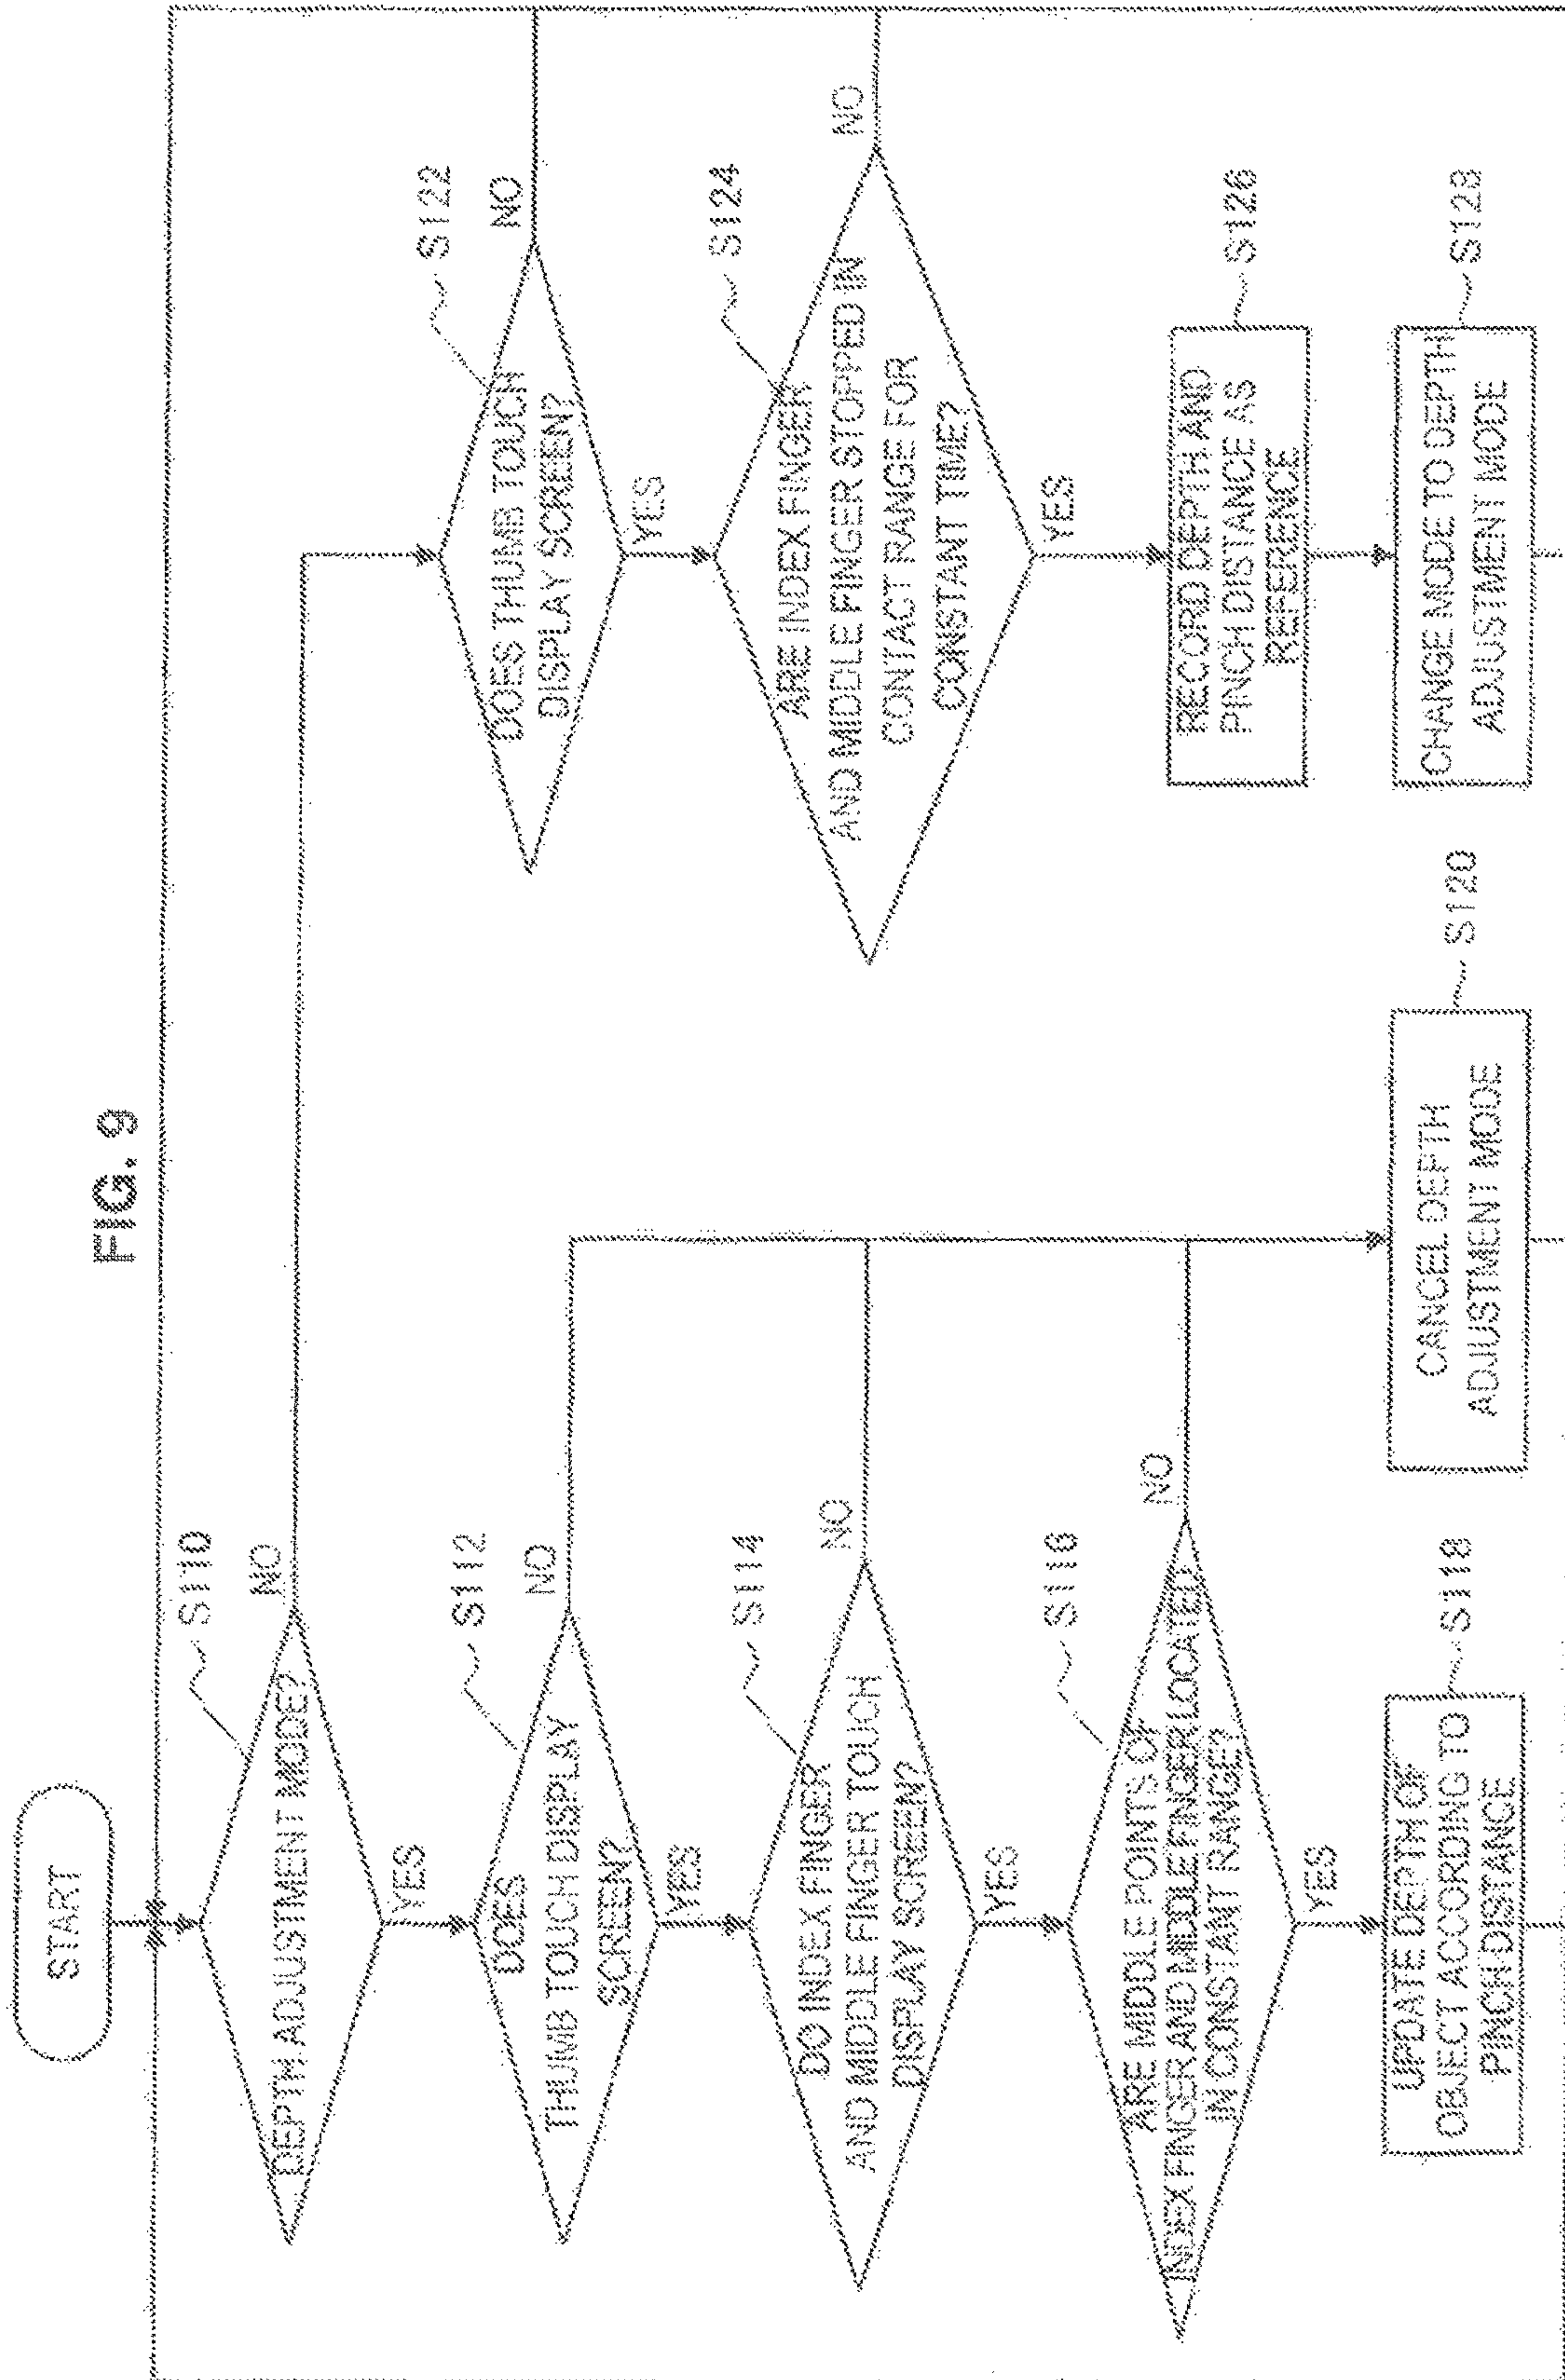 FIG. 9
START
S110
DEPTH ADJUSTMENT MODE?
NO
YES
S112
DOES
THUMB TOUCH DISPLAY
SCREEN?
NO
YES
S114
DO INDEX FINGER
AND MIDDLE FINGER TOUCH
DISPLAY SCREEN?
NO
YES
S116
ARE MIDDLE POINTS OF
INDEX FINGER AND MIDDLE FINGER LOCATED
IN CONSTANT RANGE?
NO
YES
S118
UPDATE DEPTH OF
OBJECT ACCORDING TO
PINCH DISTANCE
S120
CANCEL DEPTH
ADJUSTMENT MODE
S122
DOES THUMB TOUCH
DISPLAY SCREEN?
NO
YES
S124
ARE INDEX FINGER
AND MIDDLE FINGER STOPPED IN
CONTACT RANGE FOR
CONSTANT TIME?
NO
YES
S126
RECORD DEPTH AND
PINCH DISTANCE AS
REFERENCE
S128
CHANGE MODE TO DEPTH
ADJUSTMENT MODE